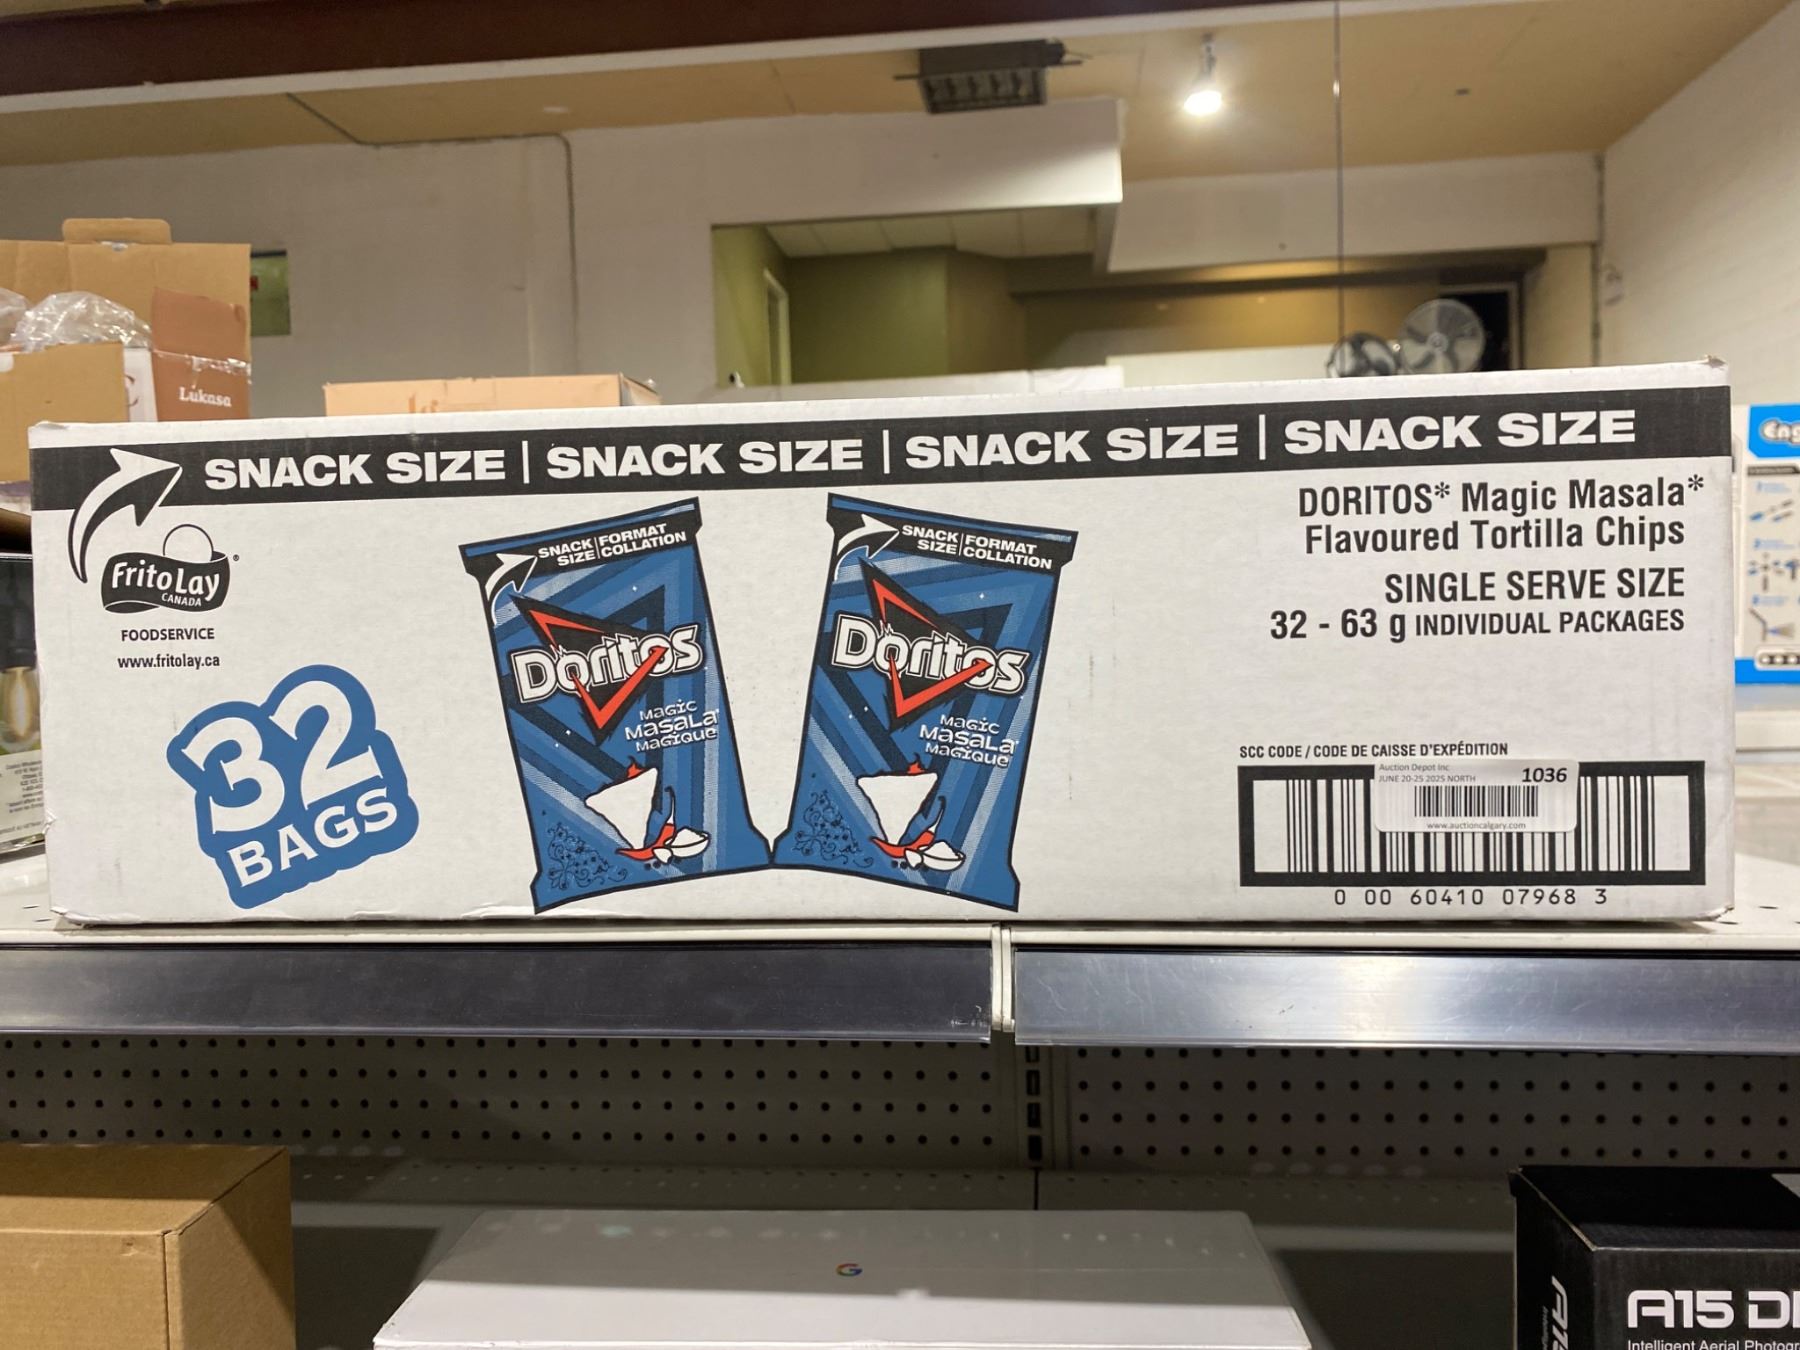 SNACK SIZE | SNACK SIZE | SNACK SIZE | SNACK SIZE
FritoLay®
CANADA
FOODSERVICE
www.fritolay.ca
32
BAGS
SNACK SIZE | FORMAT COLLATION
Doritos
MaGic
MaSaLa
MaGiQue
SNACK SIZE | FORMAT COLLATION
Doritos
MaGic
MaSaLa
MaGiQue
DORITOS* Magic Masala*
Flavoured Tortilla Chips
SINGLE SERVE SIZE
32 - 63 g INDIVIDUAL PACKAGES
SCC CODE / CODE DE CAISSE D'EXPÉDITION
Auction Depot Inc
JUNE 20-25 2025 NORTH
1036
www.auctioncalgary.com
0 00 60410 07968 3
Lukasa
Eng
G
A15 D
Intelligent Aerial Photogr